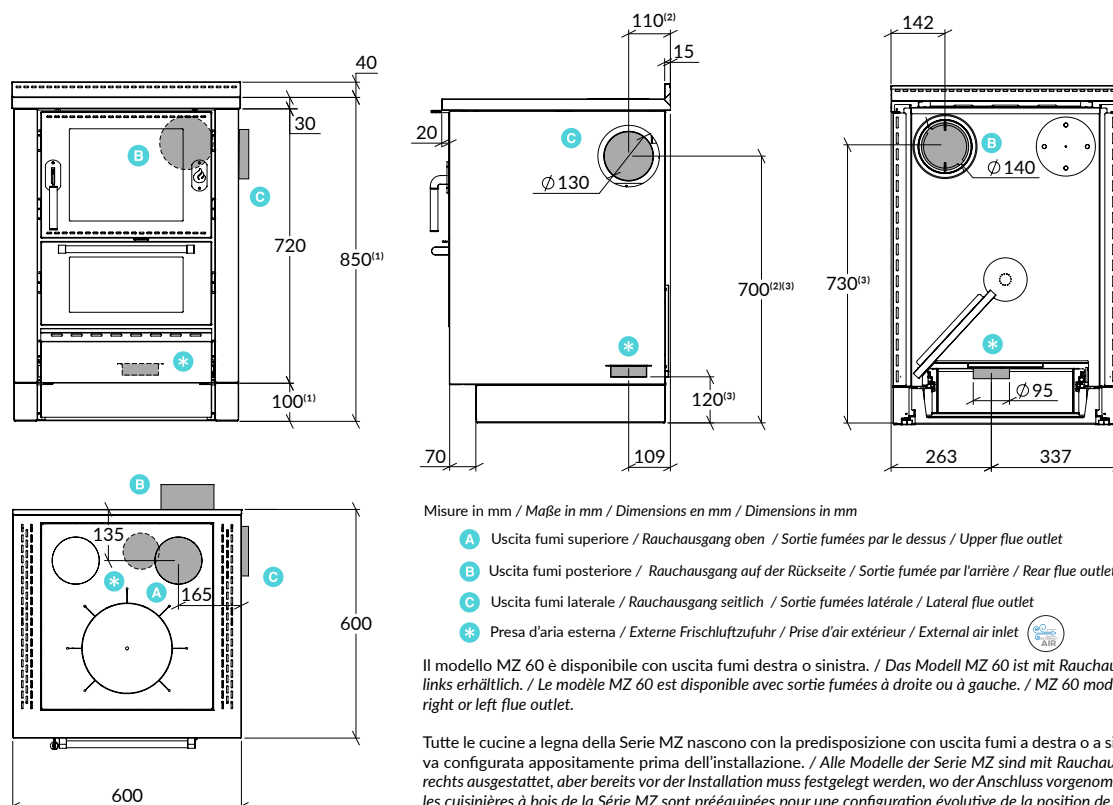 40
30
B
C
720
850(1)
100(1)
*
110(2)
15
20
C
Ø 130
700(2)(3)
*
120(3)
70
109
142
B
Ø 140
730(3)
*
Ø 95
263
337
B
135
*
A
165
C
600
600
Misure in mm / Maße in mm / Dimensions en mm / Dimensions in mm
A Uscita fumi superiore / Rauchausgang oben / Sortie fumées par le dessus / Upper flue outlet
B Uscita fumi posteriore / Rauchausgang auf der Rückseite / Sortie fumée par l'arrière / Rear flue outlet
C Uscita fumi laterale / Rauchausgang seitlich / Sortie fumées latérale / Lateral flue outlet
* Presa d'aria esterna / Externe Frischluftzufuhr / Prise d'air extérieur / External air inlet
AIR
Il modello MZ 60 è disponibile con uscita fumi destra o sinistra. / Das Modell MZ 60 ist mit Rauchau
links erhältlich. / Le modèle MZ 60 est disponible avec sortie fumées à droite ou à gauche. / MZ 60 mod
right or left flue outlet.
Tutte le cucine a legna della Serie MZ nascono con la predisposizione con uscita fumi a destra o a si
va configurata appositamente prima dell'installazione. / Alle Modelle der Serie MZ sind mit Rauchau
rechts ausgestattet, aber bereits vor der Installation muss festgelegt werden, wo der Anschluss vorgenom
les cuisinières à bois de la Série MZ sont prééquipées pour une configuration évolutive de la position de